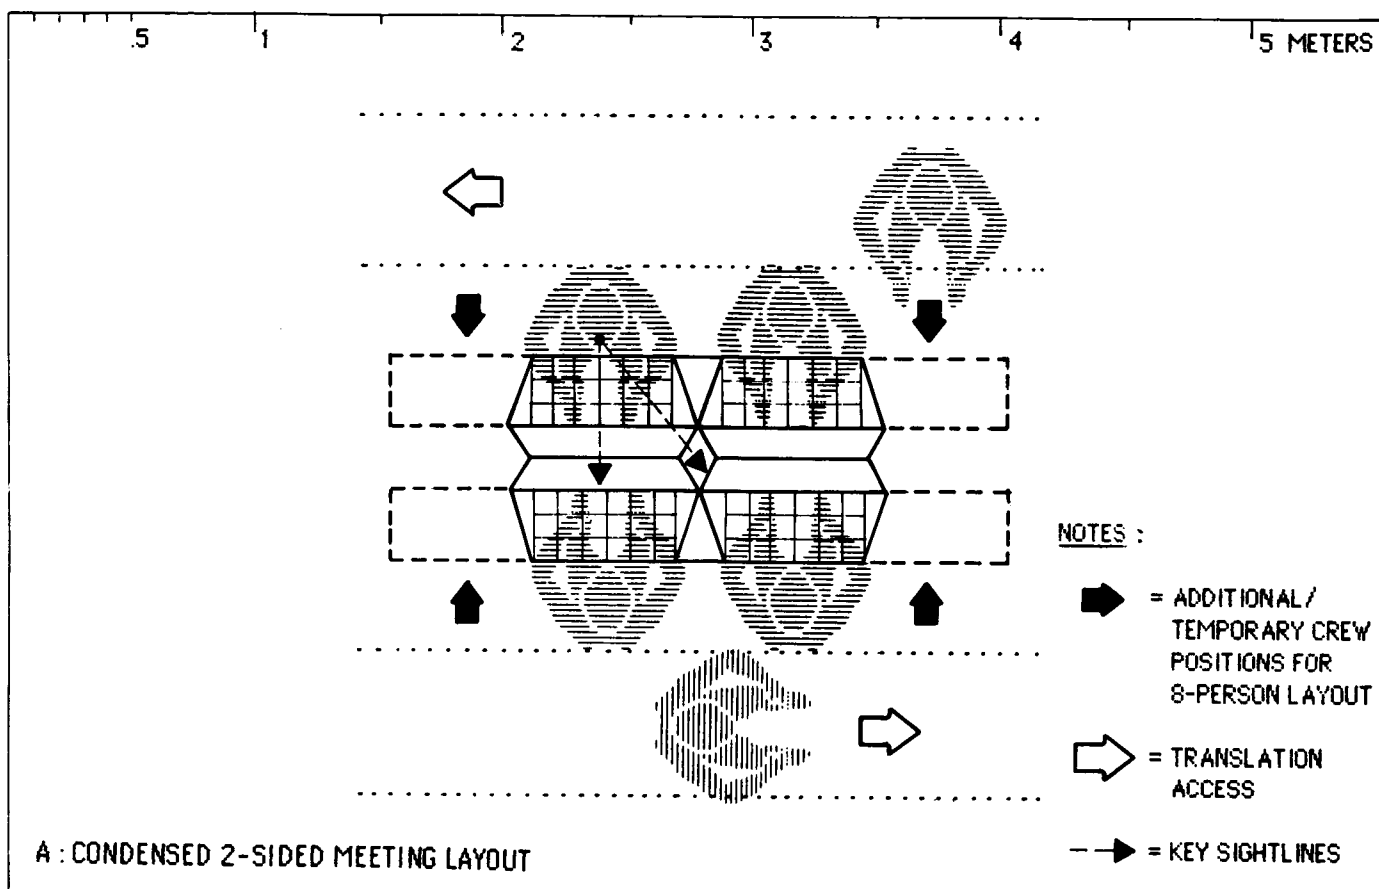 .5 1 2 3 4 5 METERS
NOTES :
= ADDITIONAL/
TEMPORARY CREW
POSITIONS FOR
8-PERSON LAYOUT
= TRANSLATION
ACCESS
= KEY SIGHTLINES
A : CONDENSED 2-SIDED MEETING LAYOUT